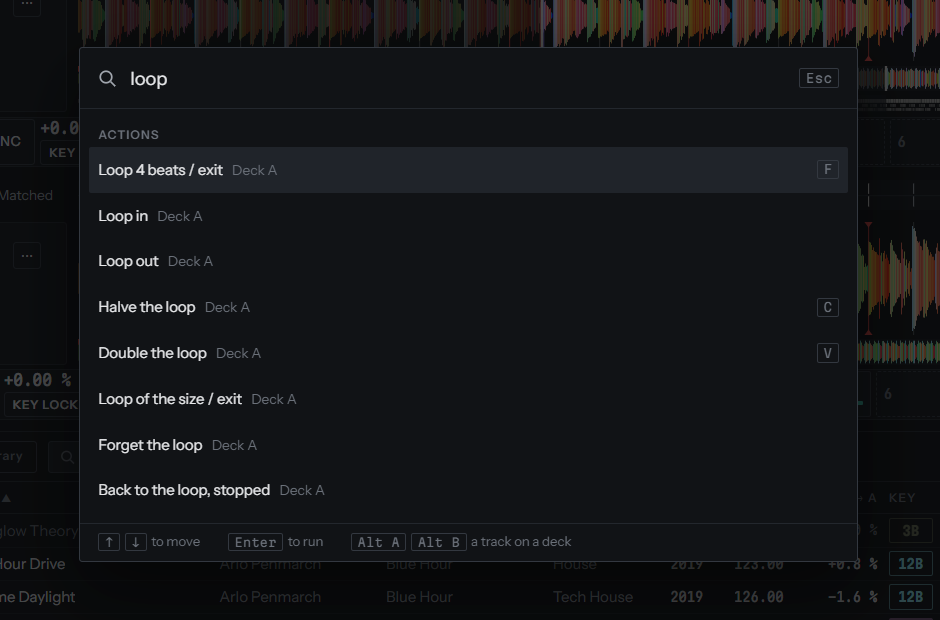 loop Esc
ACTIONS
Loop 4 beats / exit Deck A F
Loop in Deck A
Loop out Deck A
Halve the loop Deck A C
Double the loop Deck A V
Loop of the size / exit Deck A
Forget the loop Deck A
Back to the loop, stopped Deck A
↑ ↓ to move Enter to run Alt A Alt B a track on a deck
NC +0.0 6
KEY
Matched
+0.00 % 6
KEY LOCK
rary
▲ A KEY
glow Theory % 3B
Hour Drive Arlo Penmarch Blue Hour House 2019 123.00 +0.8 % 12B
ne Daylight Arlo Penmarch Blue Hour Tech House 2019 126.00 −1.6 % 12B